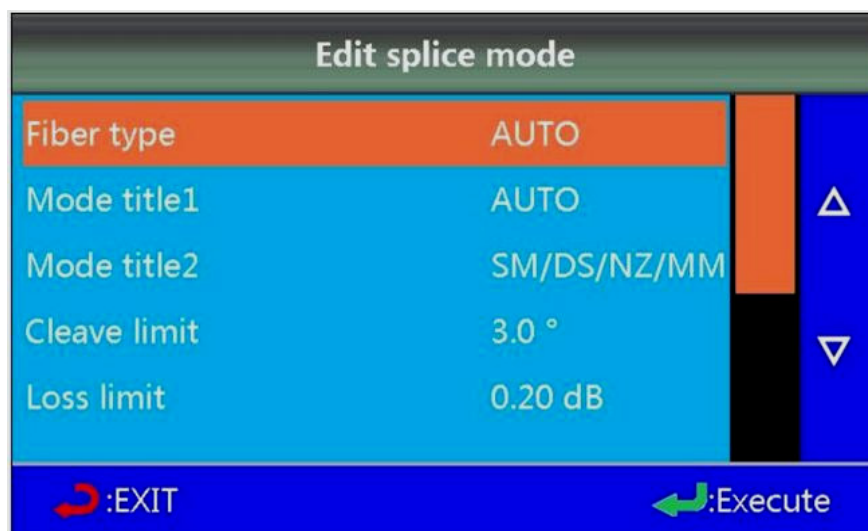 Edit splice mode
Fiber type AUTO
Mode title1 AUTO
Mode title2 SM/DS/NZ/MM
Cleave limit 3.0 °
Loss limit 0.20 dB
:EXIT :Execute